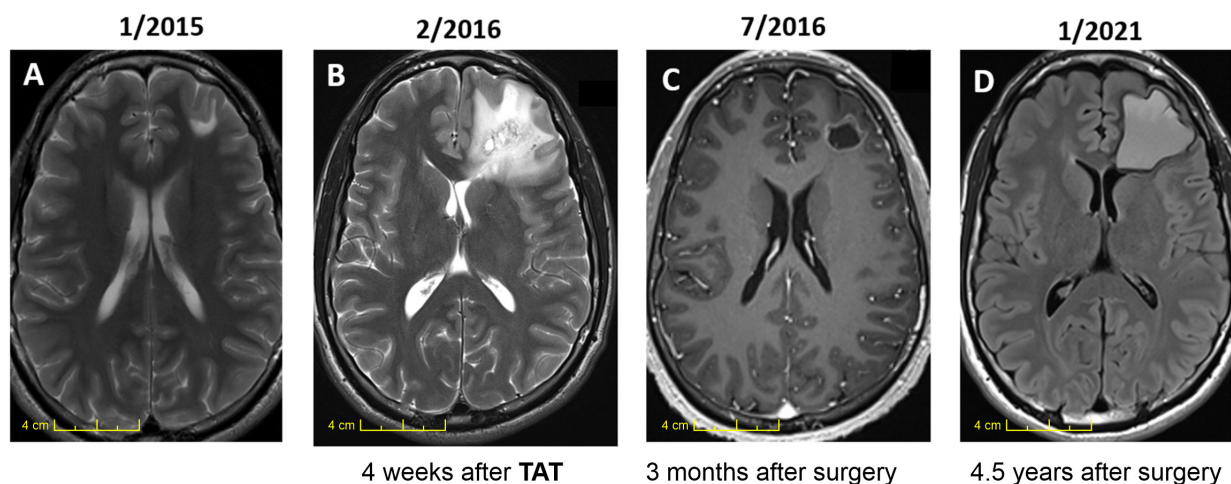 1/2015
2/2016
7/2016
1/2021
A
B
C
D
4 cm
4 cm
4 cm
4 cm
4 weeks after TAT
3 months after surgery
4.5 years after surgery